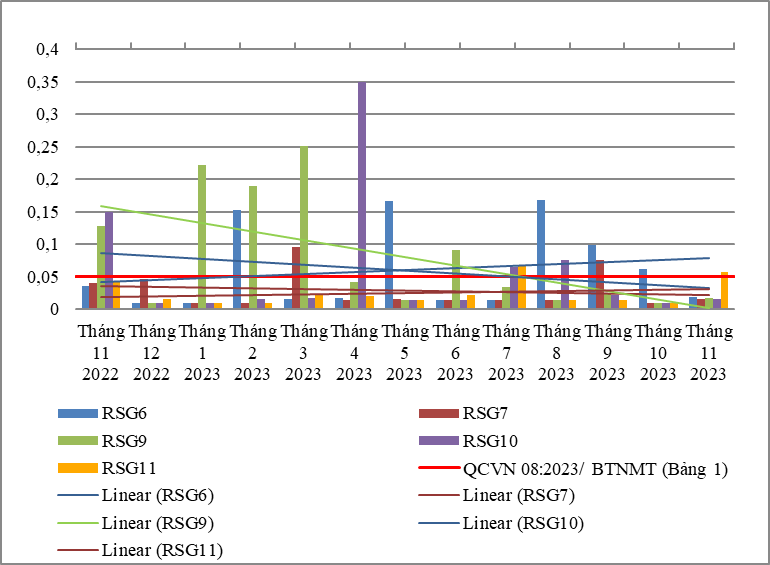 0,4
0,35
0,3
0,25
0,2
0,15
0,1
0,05
0
Tháng Tháng Tháng Tháng Tháng Tháng Tháng Tháng Tháng Tháng Tháng Tháng Tháng
11 12 1 2 3 4 5 6 7 8 9 10 11
2022 2022 2023 2023 2023 2023 2023 2023 2023 2023 2023 2023 2023
RSG6 RSG7
RSG9 RSG10
RSG11 QCVN 08:2023/ BTNMT (Bảng 1)
Linear (RSG6) Linear (RSG7)
Linear (RSG9) Linear (RSG10)
Linear (RSG11)